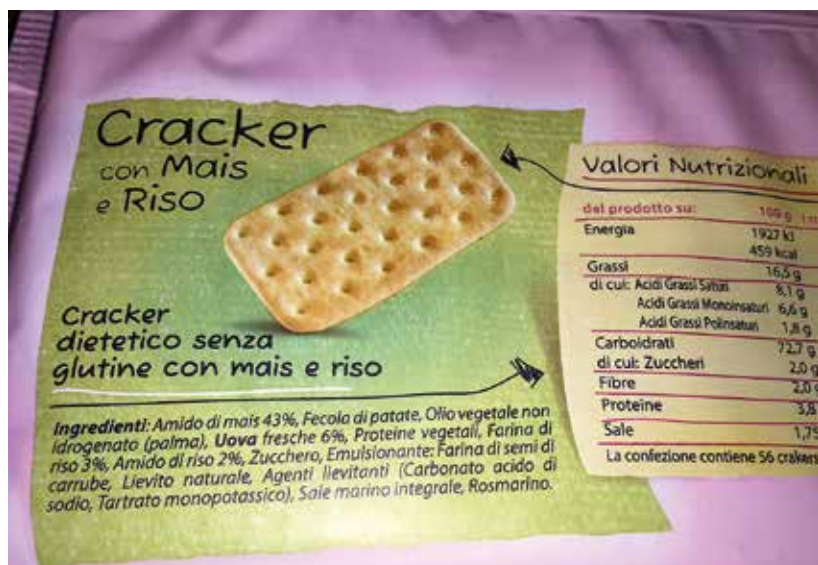 Cracker
con Mais
e Riso
Cracker
dietetico senza
glutine con mais e riso
Ingredienti: Amido di mais 43%, Fecola di patate, Olio vegetale non
idrogenato (palma), Uova fresche 6%, Proteine vegetali, Farina di
riso 3%, Amido di riso 2%, Zucchero, Emulsionante: Farina di semi di
carrube, Lievito naturale, Agenti lievitanti (Carbonato acido di
sodio, Tartrato monopotassico), Sale marino integrale, Rosmarino.
Valori Nutrizionali
del prodotto su: 100 g
Energia 1927 kJ
459 kcal
Grassi 16,5 g
di cui: Acidi Grassi Saturi 8,1 g
Acidi Grassi Monoinsaturi 6,6 g
Acidi Grassi Polinsaturi 1,8 g
Carboidrati 72,7 g
di cui: Zuccheri 2,0 g
Fibre 2,0 g
Proteine 3,8
Sale 1,75
La confezione contiene 56 crakers